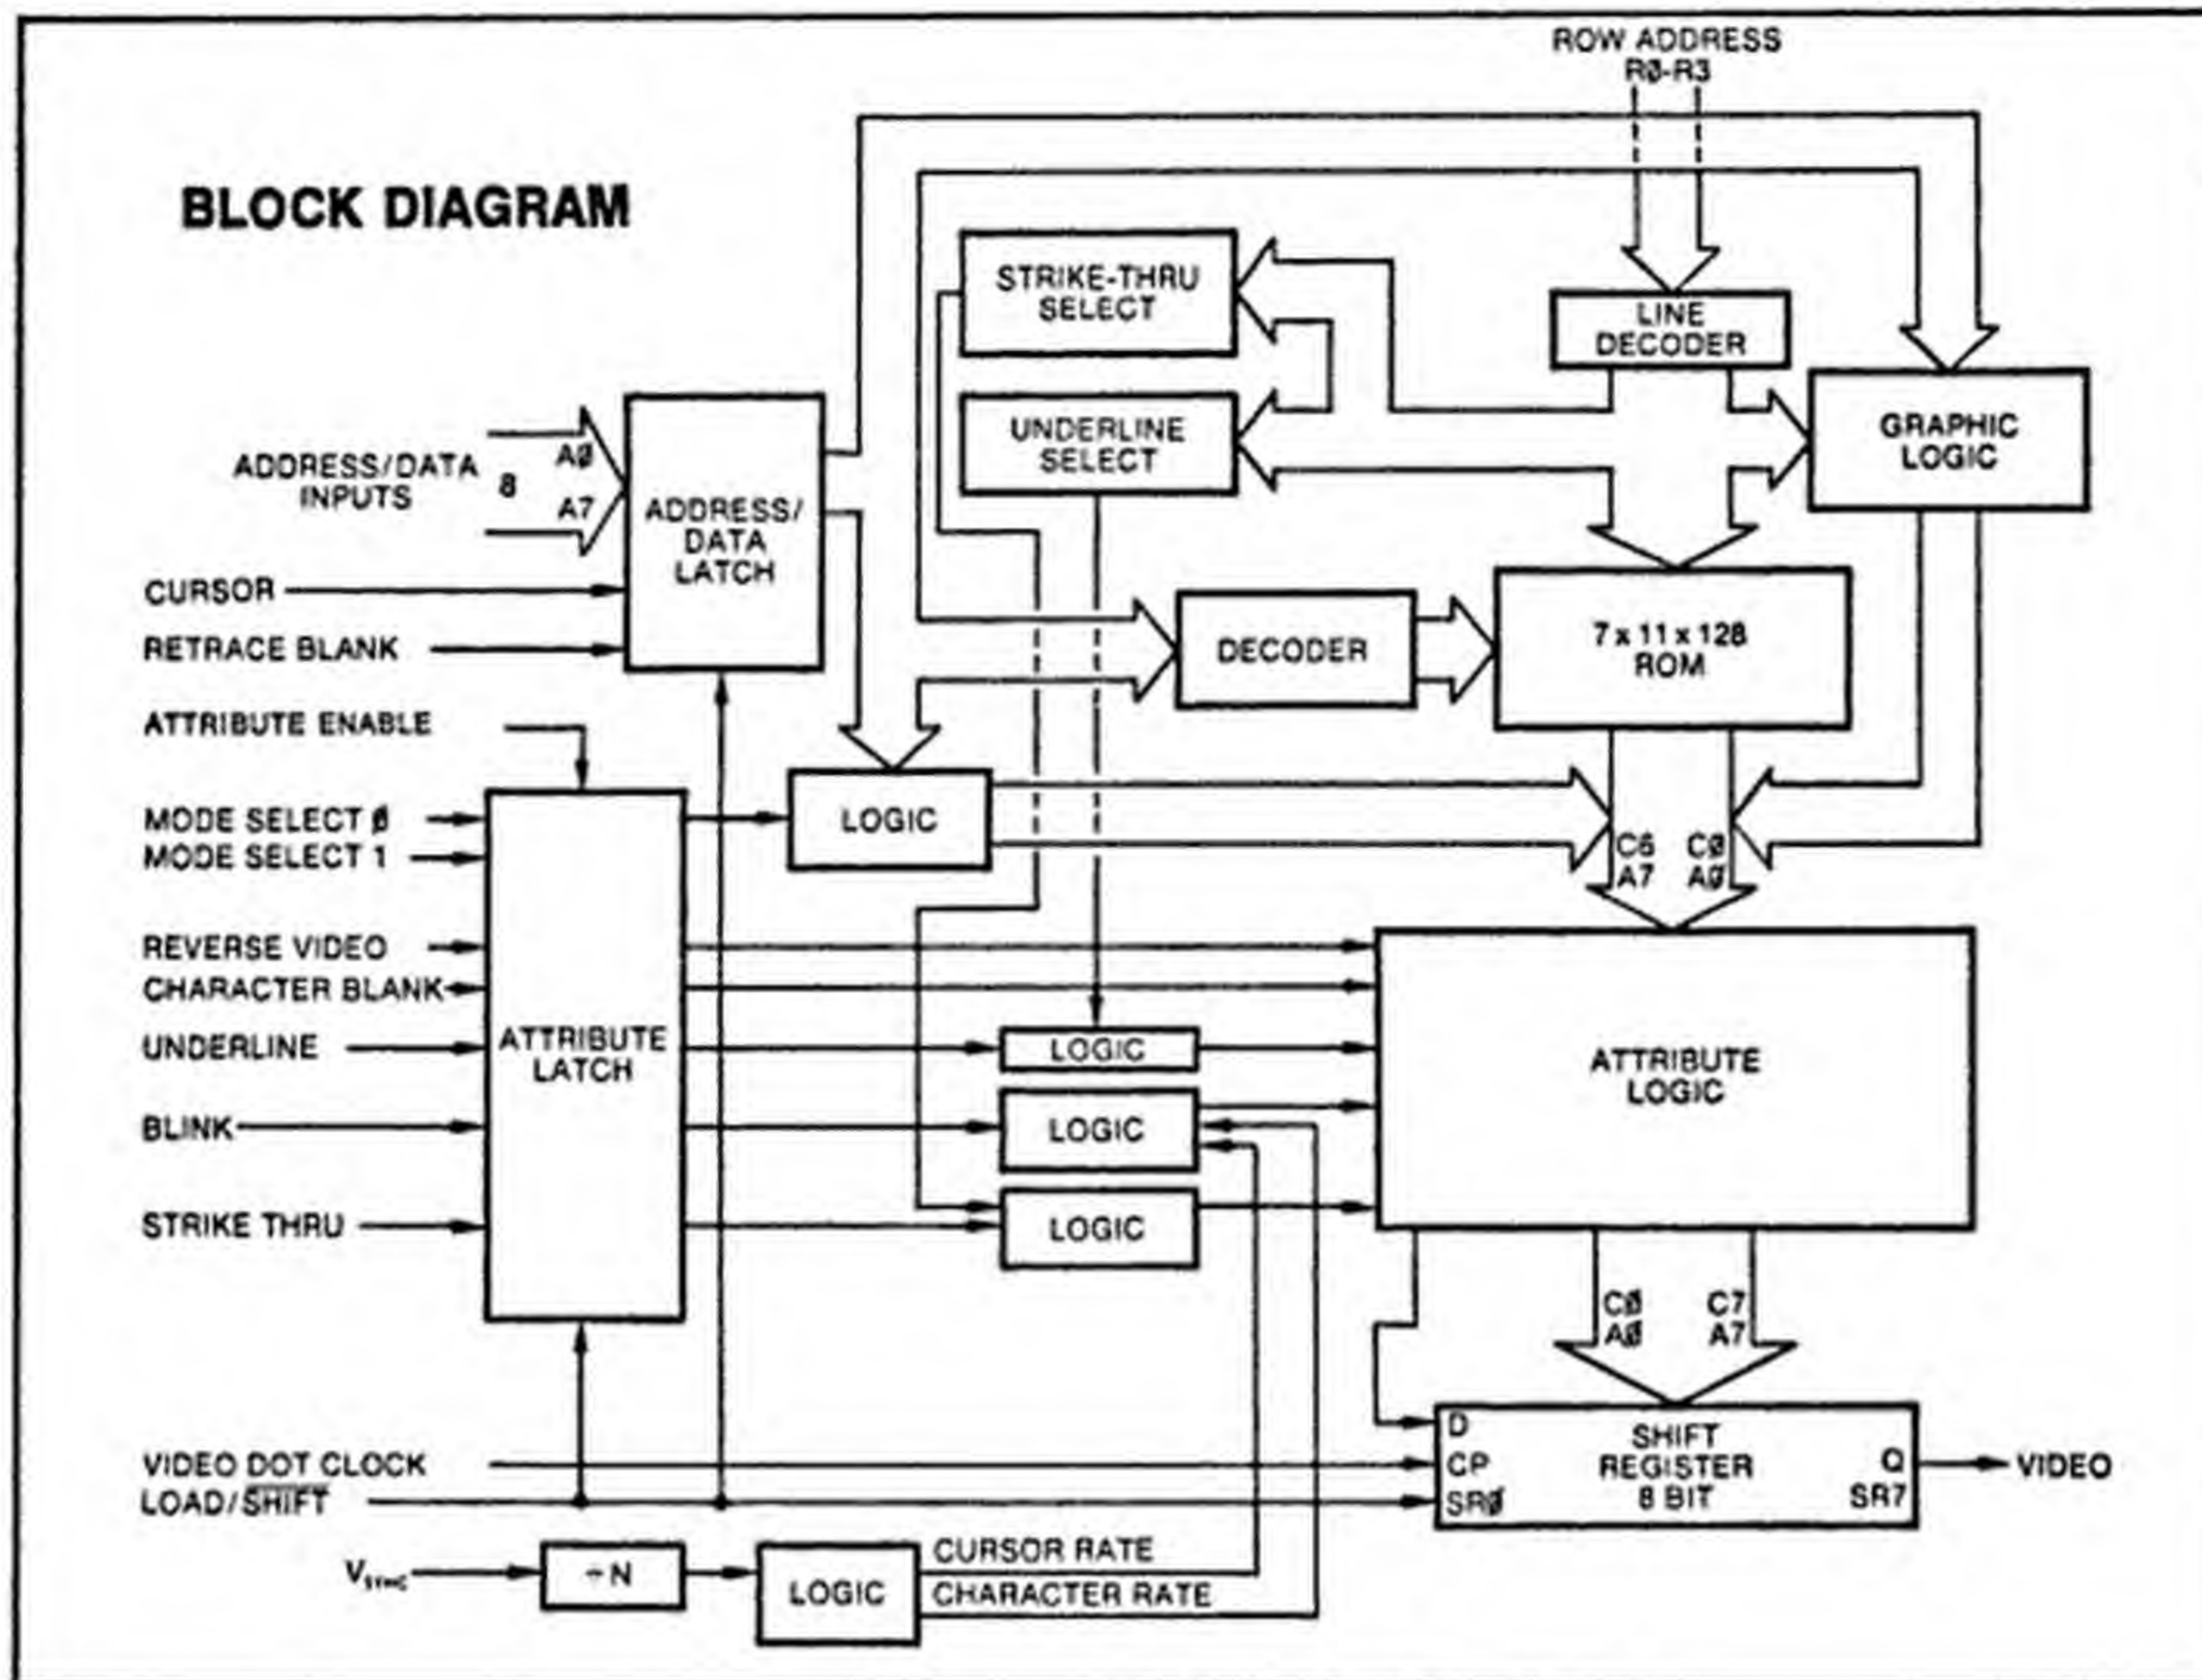 ROW ADDRESS
RØ-R3
BLOCK DIAGRAM
STRIKE-THRU
SELECT
LINE
DECODER
UNDERLINE
SELECT
GRAPHIC
LOGIC
ADDRESS/DATA
INPUTS
8
AØ
A7
ADDRESS/
DATA
LATCH
CURSOR
RETRACE BLANK
DECODER
7 x 11 x 128
ROM
ATTRIBUTE ENABLE
MODE SELECT Ø
MODE SELECT 1
LOGIC
C6 CØ
A7 AØ
REVERSE VIDEO
CHARACTER BLANK
UNDERLINE
BLINK
STRIKE THRU
ATTRIBUTE
LATCH
LOGIC
LOGIC
LOGIC
ATTRIBUTE
LOGIC
CØ C7
AØ A7
VIDEO DOT CLOCK
LOAD/S̅H̅I̅F̅T̅
D
CP
SRØ
SHIFT
REGISTER
8 BIT
Q
SR7
VIDEO
VSYNC
÷N
LOGIC
CURSOR RATE
CHARACTER RATE